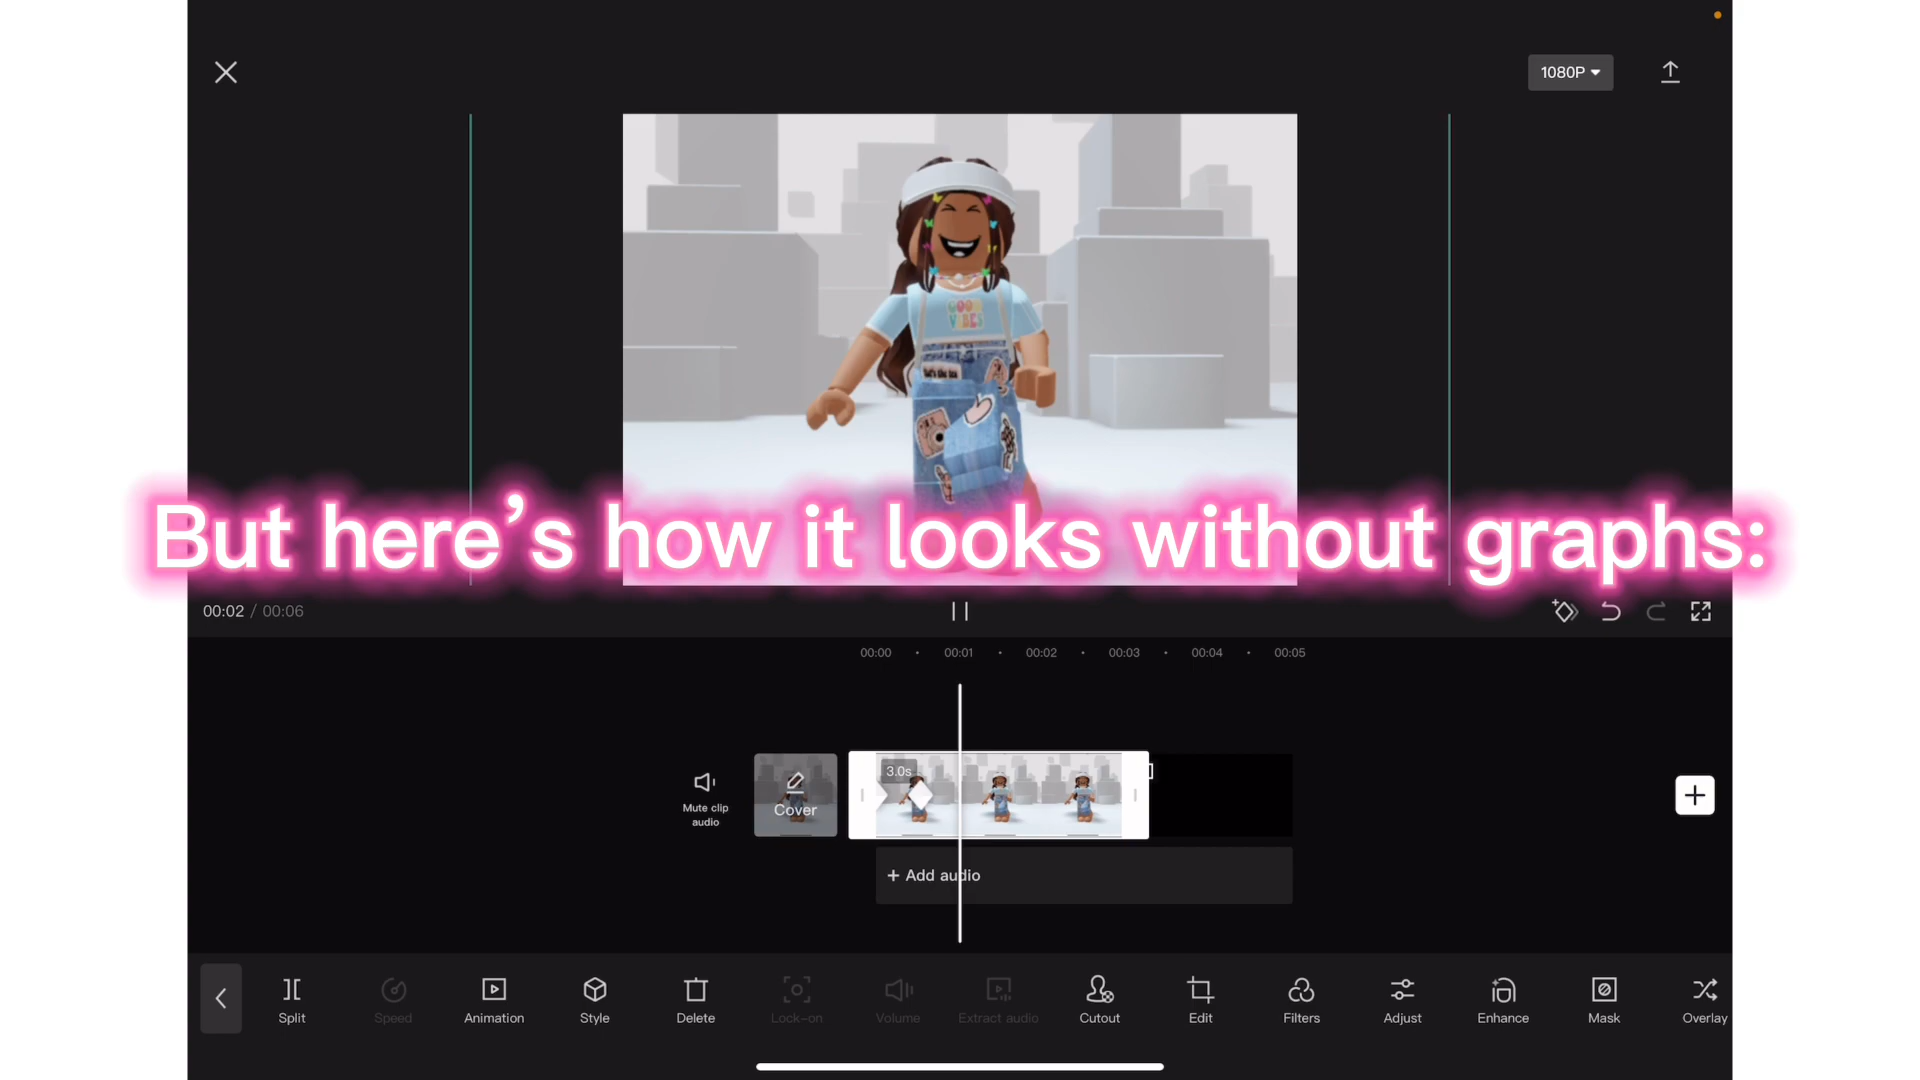 1080P
GOOD
VIBES
But here’s how it looks without graphs:
00:02 / 00:06
00:00 00:01 00:02 00:03 00:04 00:05
3.0s
Mute clip
audio
Cover
+ Add audio
Split Speed Animation Style Delete Lock-on Volume Extract audio Cutout Edit Filters Adjust Enhance Mask Overlay